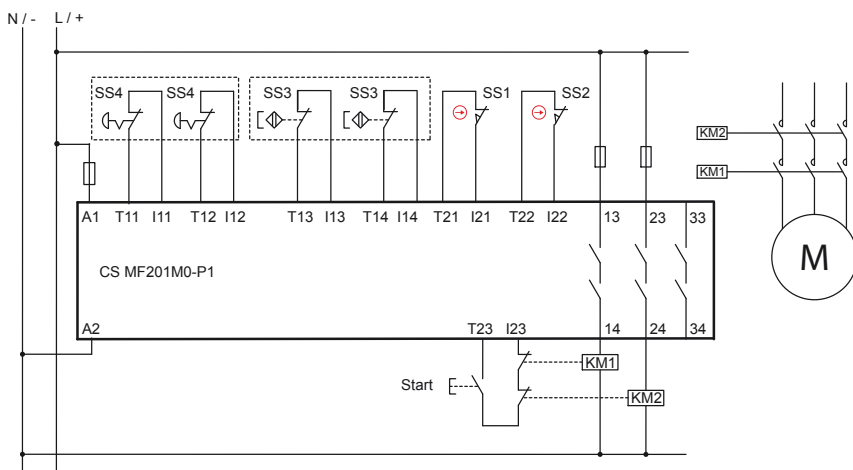 N / - L / +
SS4 SS4 SS3 SS3 SS1 SS2
KM2
KM1
A1 T11 I11 T12 I12 T13 I13 T14 I14 T21 I21 T22 I22 13 23 33
M
CS MF201M0-P1
A2 T23 I23 14 24 34
KM1
Start
KM2